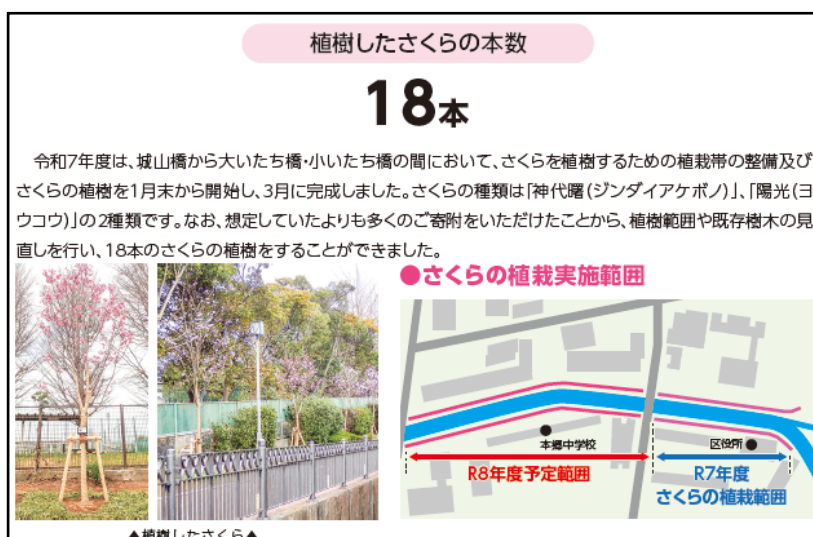 植樹したさくらの本数
18本
令和7年度は、城山橋から大いたち橋・小いたち橋の間において、さくらを植樹するための植栽帯の整備及び
さくらの植樹を1月末から開始し、3月に完成しました。さくらの種類は「神代曙(ジンダイアケボノ)」、「陽光(ヨ
ウコウ)」の2種類です。なお、想定していたよりも多くのご寄附をいただけたことから、植樹範囲や既存樹木の見
直しを行い、18本のさくらの植樹をすることができました。
●さくらの植栽実施範囲
本郷中学校
区役所
R8年度予定範囲
R7年度
さくらの植栽範囲
▲植樹したさくら▲